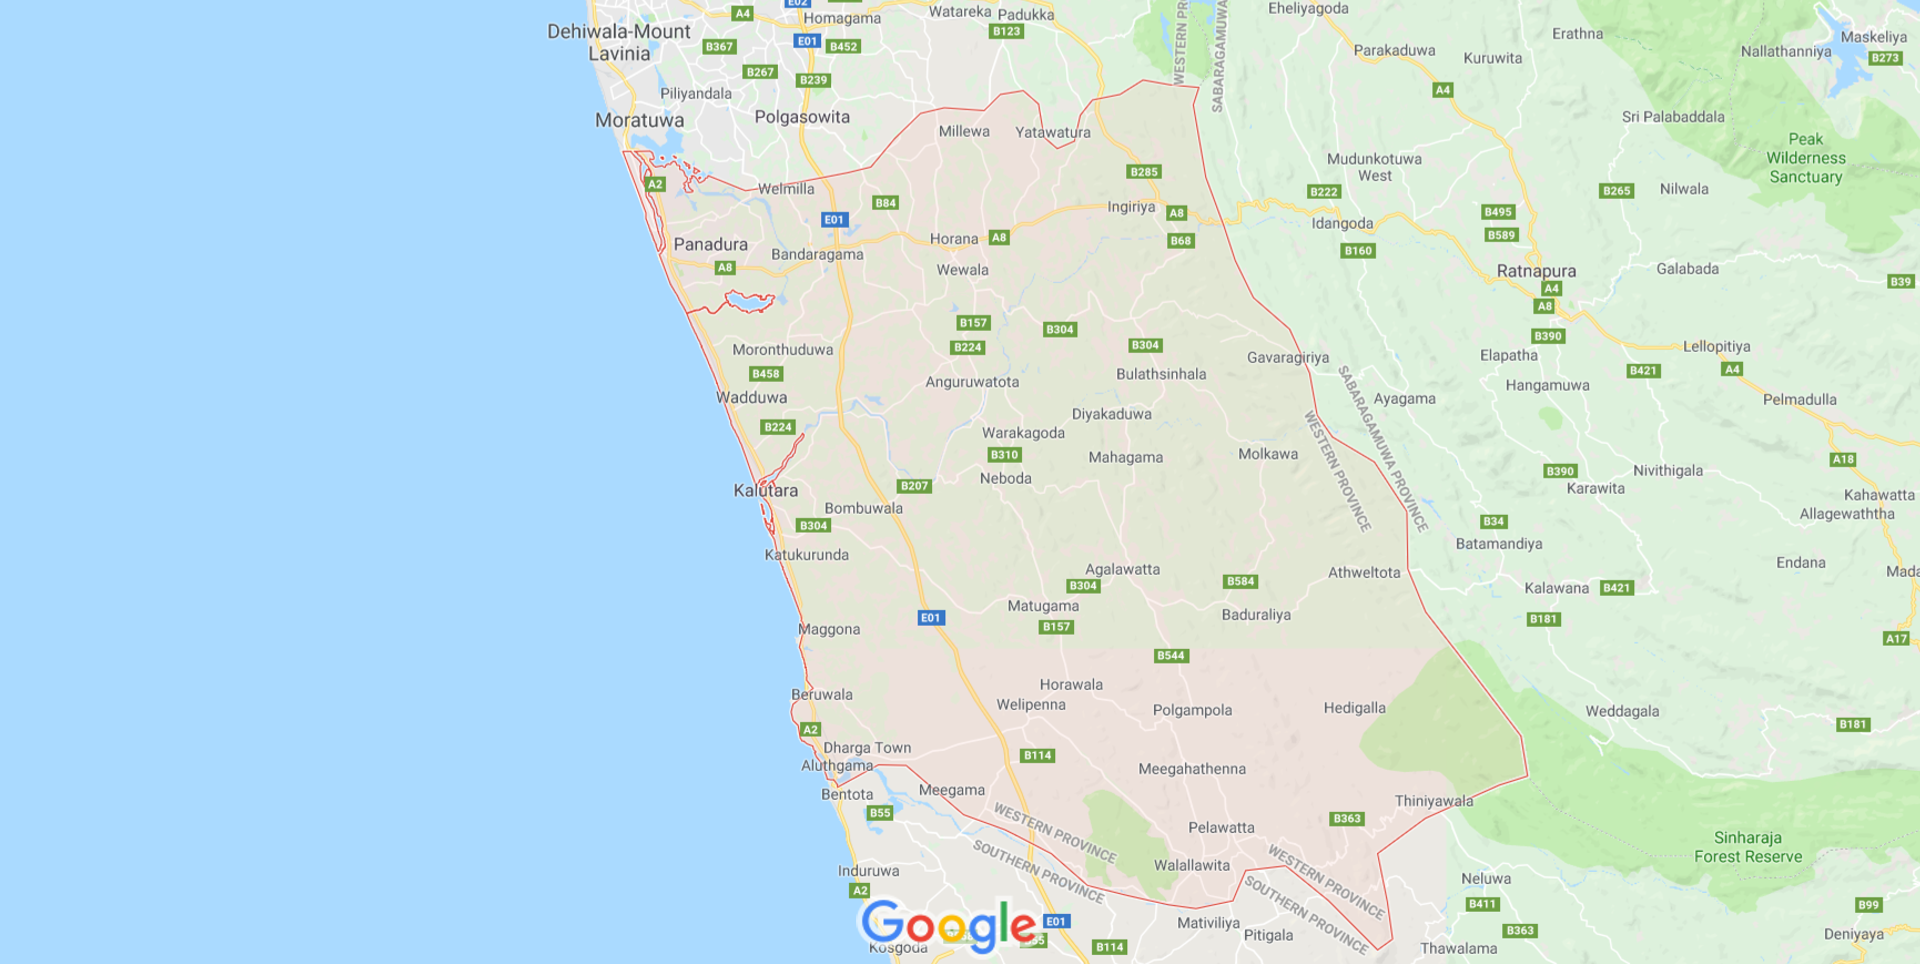 E02
A4
Homagama
Watareka
Padukka
Eheliyagoda
Dehiwala-Mount
Lavinia
B367
E01
B452
B123
Parakaduwa
Erathna
Maskeliya
Nallathanniya
B273
B267
B239
Kuruwita
A4
Piliyandala
WESTERN PR
SABARAGAMUWA
Moratuwa
Polgasowita
Millewa
Yatawatura
Sri Palabaddala
Peak
Wilderness
Sanctuary
Mudunkotuwa
West
B285
A2
Welmilla
B84
B222
B265
Nilwala
E01
Ingiriya
A8
Idangoda
B495
B589
Panadura
Horana
A8
B68
B160
Bandaragama
A8
Wewala
Ratnapura
Galabada
B39
A4
A8
B157
B304
B390
B224
B304
Moronthuduwa
Gavaragiriya
Elapatha
Lellopitiya
B458
Anguruwatota
Bulathsinhala
Hangamuwa
B421
A4
Wadduwa
Ayagama
Pelmadulla
SABARAGAMUWA PROVINCE
WESTERN PROVINCE
B224
Diyakaduwa
Warakagoda
B310
Mahagama
Molkawa
A18
B390
Nivithigala
Neboda
Kalutara
B207
Karawita
Kahawatta
Bombuwala
Allagewaththa
B304
B34
Katukurunda
Batamandiya
Endana
Agalawatta
Athweltota
Mada
B304
B584
Kalawana
B421
Matugama
Baduraliya
E01
B157
B181
Maggona
A17
B544
Beruwala
Horawala
Welipenna
Polgampola
Hedigalla
Weddagala
A2
B181
Dharga Town
B114
Aluthgama
Meegahathenna
Bentota
Meegama
Thiniyawala
B55
WESTERN PROVINCE
Pelawatta
B363
Sinharaja
Forest Reserve
SOUTHERN PROVINCE
Walallawita
WESTERN PROVINCE
Induruwa
A2
SOUTHERN PROVINCE
Neluwa
B411
B99
Google
E01
Mativiliya
Pitigala
B363
Deniyaya
Kosgoda
B114
Thawalama